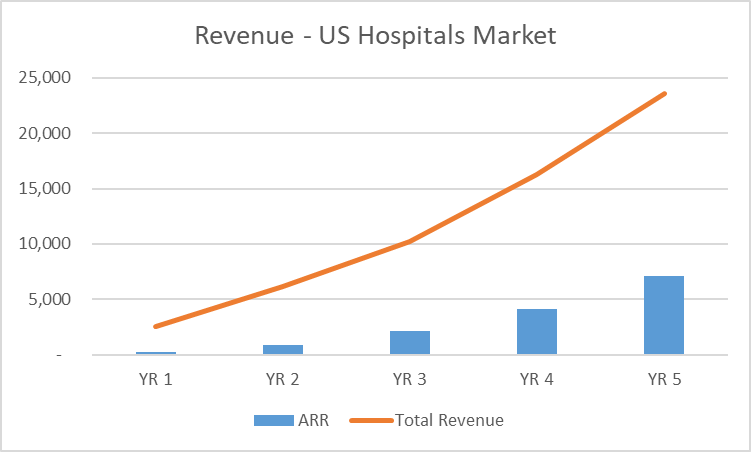 Revenue - US Hospitals Market
25,000
20,000
15,000
10,000
5,000
-
YR 1 YR 2 YR 3 YR 4 YR 5
ARR Total Revenue